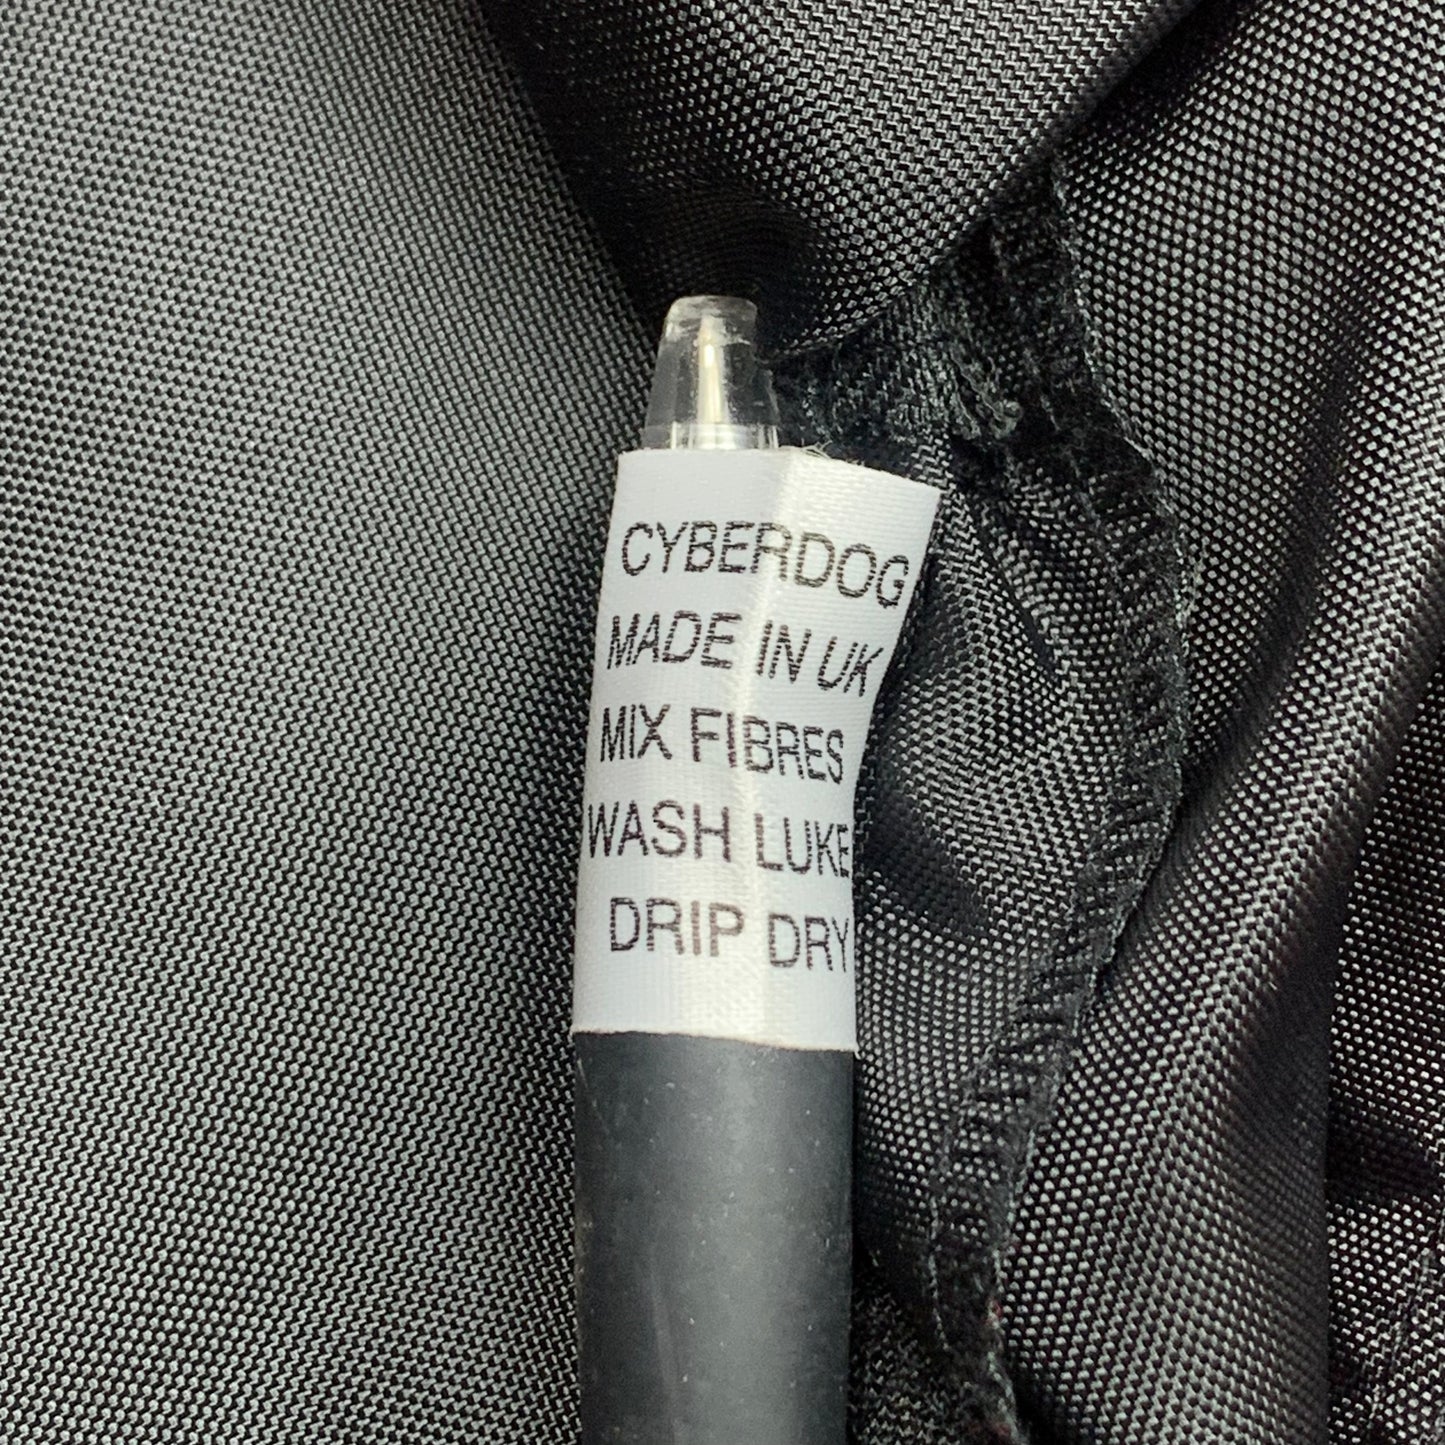 CYBERDOG
MADE IN UK
MIX FIBRES
WASH LUKE
DRIP DRY